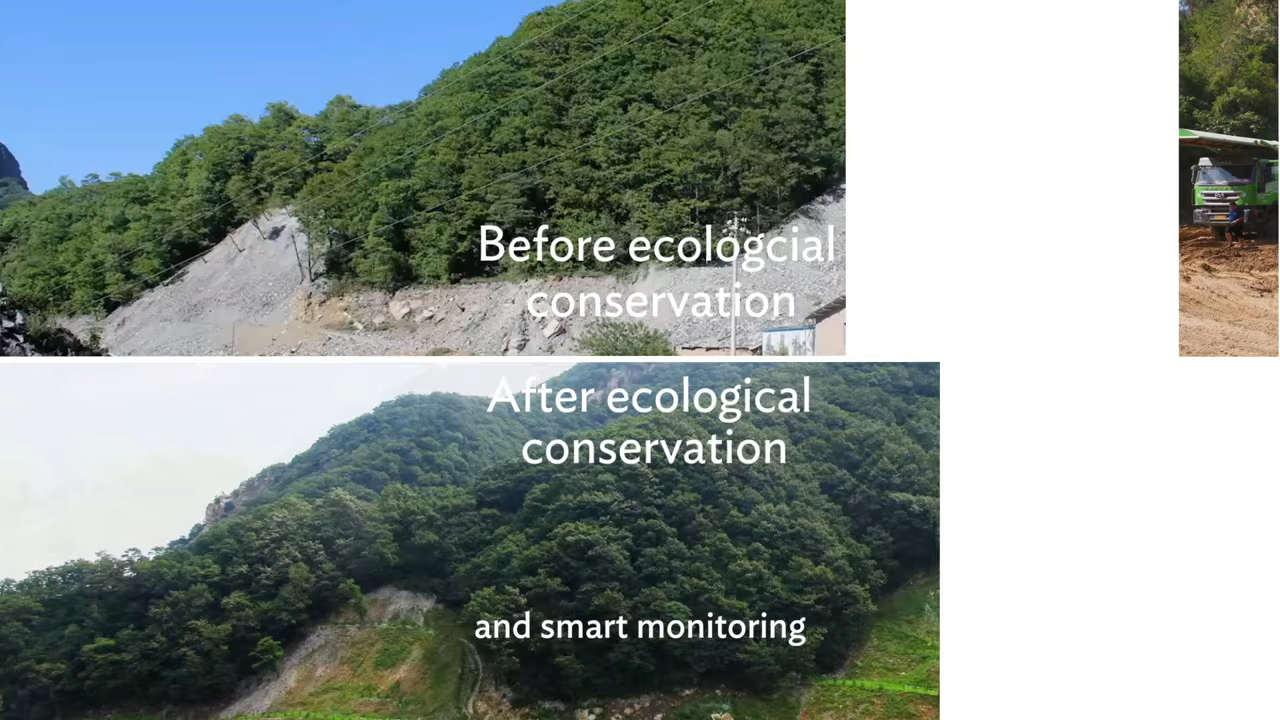 Before ecologcial
conservation
After ecological
conservation
and smart monitoring